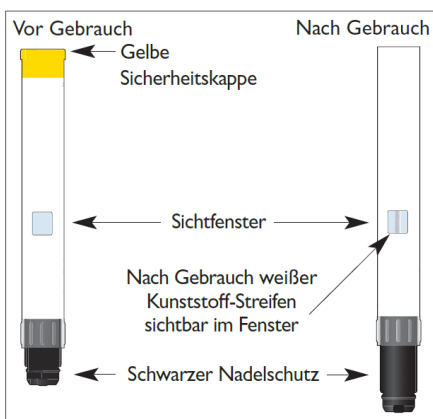 Vor Gebrauch
Nach Gebrauch
Gelbe
Sicherheitskappe
Sichtfenster
Nach Gebrauch weißer
Kunststoff-Streifen
sichtbar im Fenster
Schwarzer Nadelschutz